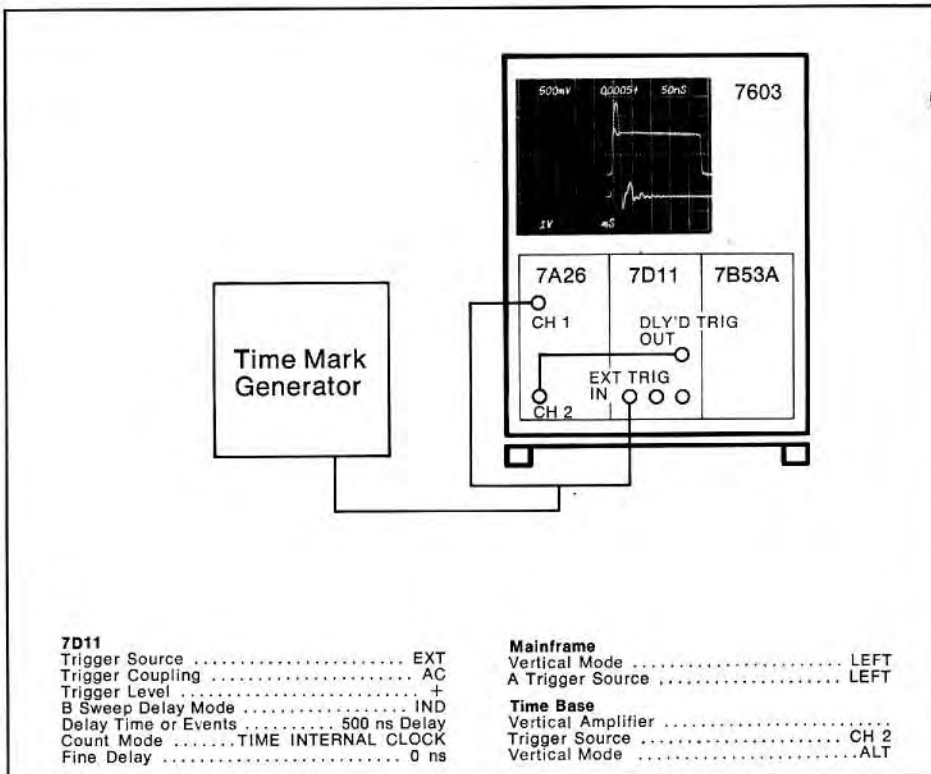 500mV 0.00051 50nS
7603
1V mS
7A26 7D11 7B53A
CH 1
DLY'D TRIG
OUT
EXT TRIG
IN
CH 2
Time Mark
Generator
7D11
Trigger Source ........................ EXT
Trigger Coupling ........................ AC
Trigger Level ........................ +
B Sweep Delay Mode ........................ IND
Delay Time or Events .......... 500 ns Delay
Count Mode ....... TIME INTERNAL CLOCK
Fine Delay ........................ 0 ns
Mainframe
Vertical Mode ........................ LEFT
A Trigger Source ........................ LEFT
Time Base
Vertical Amplifier ........................
Trigger Source ........................ CH 2
Vertical Mode ........................ ALT